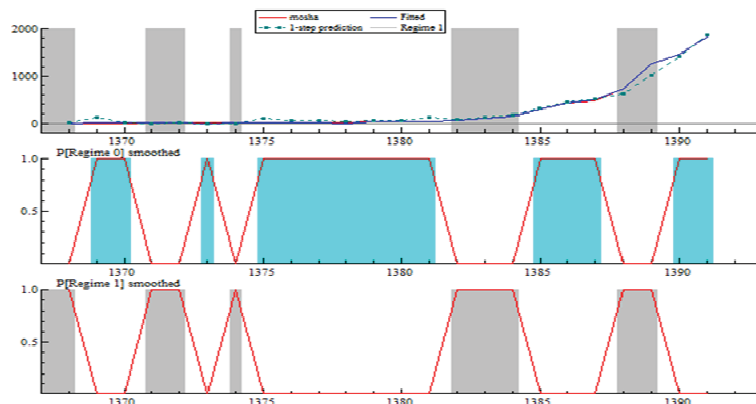 mosha Fitted
1-step prediction Regime 1
2000
1000
0
1370 1375 1380 1385 1390
P[Regime 0] smoothed
1.0
0.5
1370 1375 1380 1385 1390
P[Regime 1] smoothed
1.0
0.5
1370 1375 1380 1385 1390